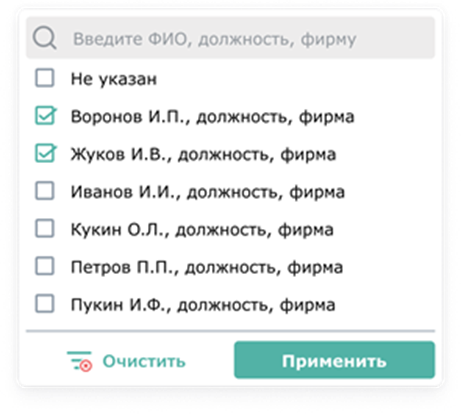 Введите ФИО, должность, фирму
Не указан
Воронов И.П., должность, фирма
Жуков И.В., должность, фирма
Иванов И.И., должность, фирма
Кукин О.Л., должность, фирма
Петров П.П., должность, фирма
Пукин И.Ф., должность, фирма
Очистить
Применить